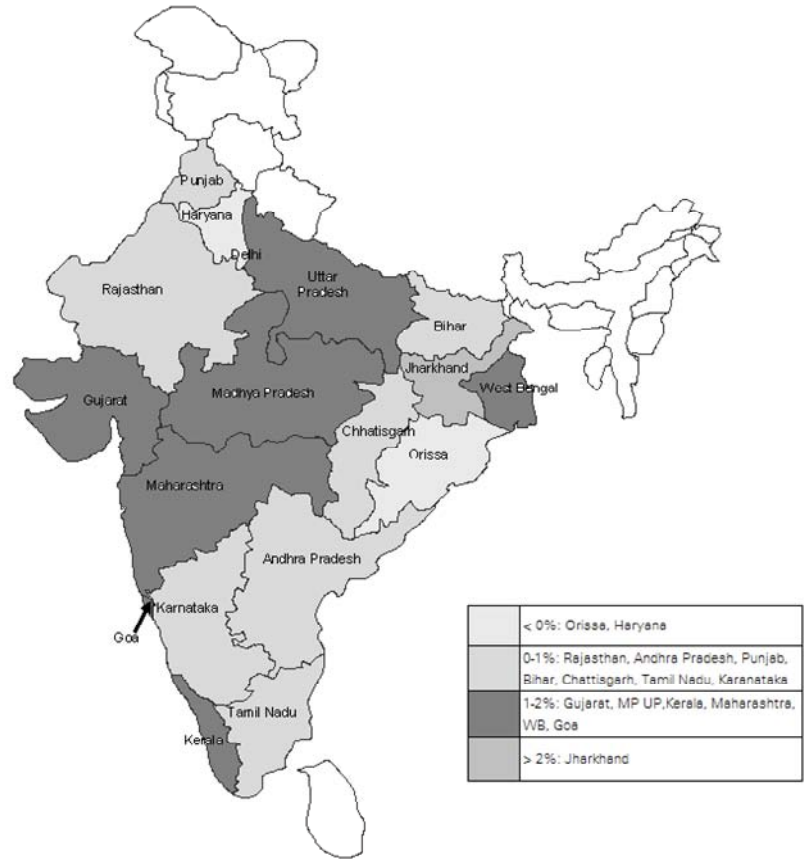 Punjab
Haryana
Delhi
Rajasthan
Uttar
Pradesh
Bihar
Jharkhand
West Bengal
Gujarat
Madhya Pradesh
Chhatisgarh
Orissa
Maharashtra
Andhra Pradesh
Karnataka
Goa
Tamil Nadu
Kerala
< 0%: Orissa, Haryana
0-1%: Rajasthan, Andhra Pradesh, Punjab,
Bihar, Chattisgarh, Tamil Nadu, Karanataka
1-2%: Gujarat, MP UP,Kerala, Maharashtra,
WB, Goa
> 2%: Jharkhand